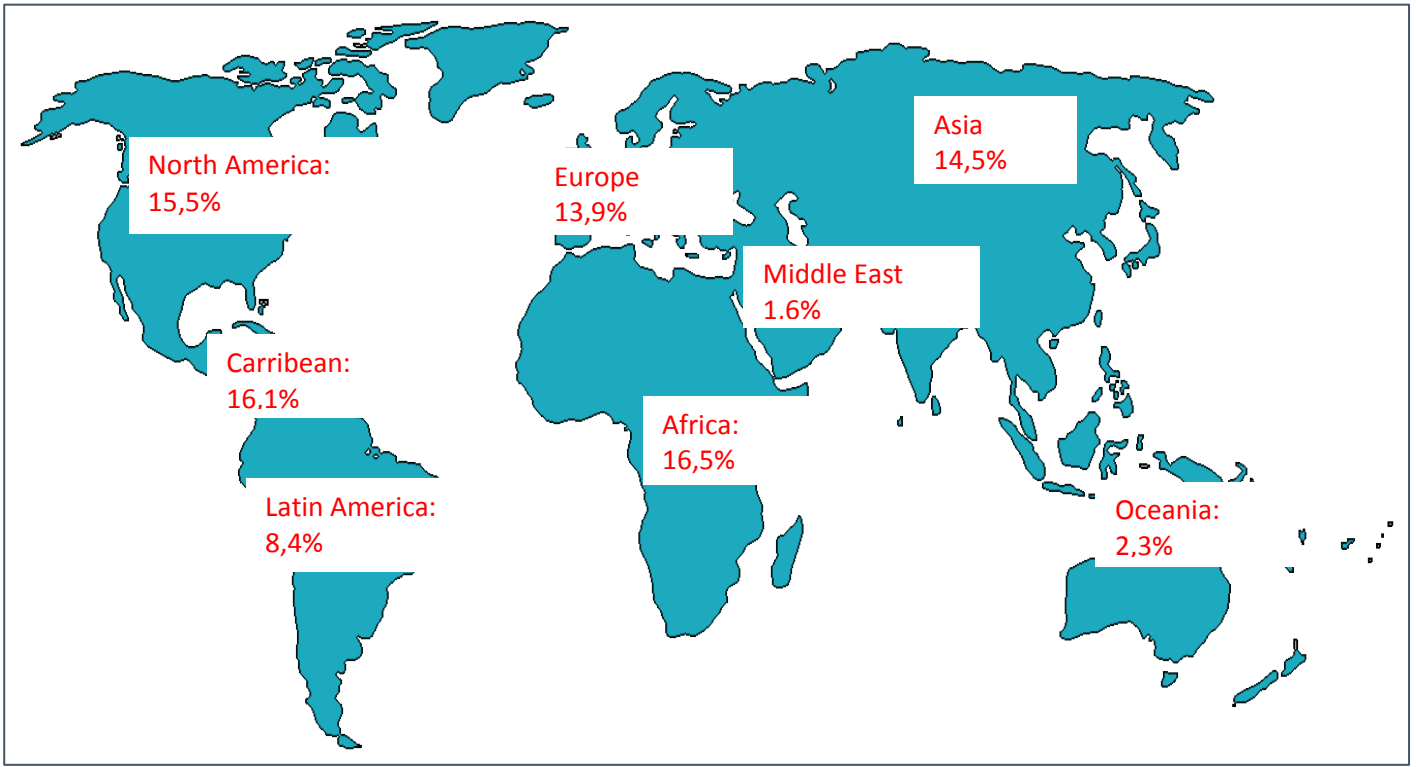 Asia
14,5%
North America:
15,5%
Europe
13,9%
Middle East
1.6%
Carribean:
16,1%
Africa:
16,5%
Latin America:
8,4%
Oceania:
2,3%